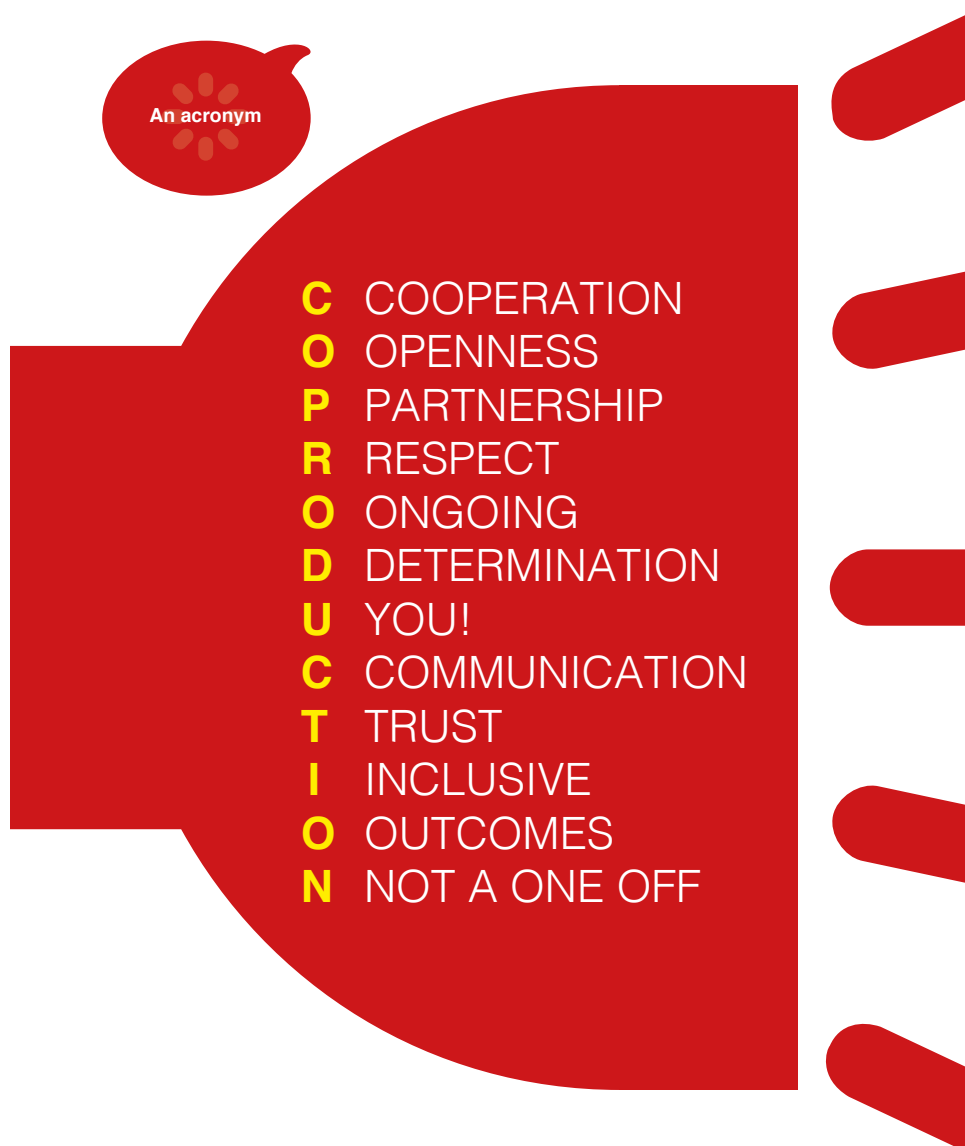 An acronym
C COOPERATION
O OPENNESS
P PARTNERSHIP
R RESPECT
O ONGOING
D DETERMINATION
U YOU!
C COMMUNICATION
T TRUST
I INCLUSIVE
O OUTCOMES
N NOT A ONE OFF